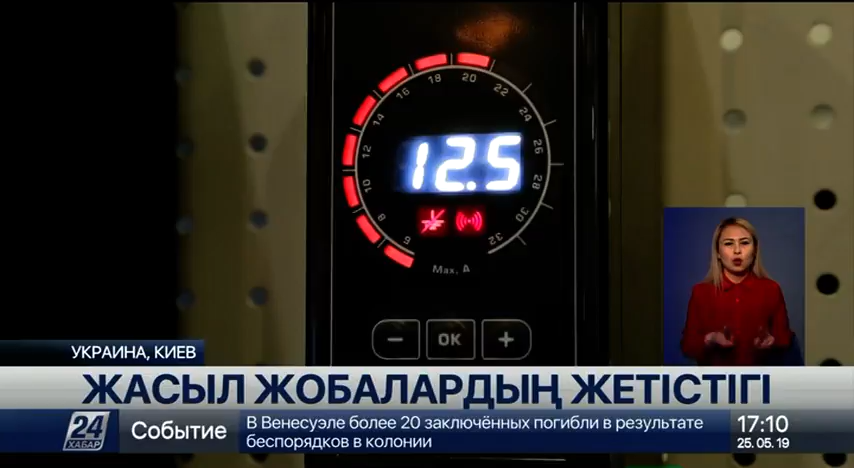 20
18
22
16
24
14
26
12
12.5
28
10
30
8
32
6
Max, A
−
OK
+
УКРАИНА, КИЕВ
ЖАСЫЛ ЖОБАЛАРДЫҢ ЖЕТІСТІГІ
24
ХАБАР
Событие
В Венесуэле более 20 заключённых погибли в результате
беспорядков в колонии
17:10
25.05.19